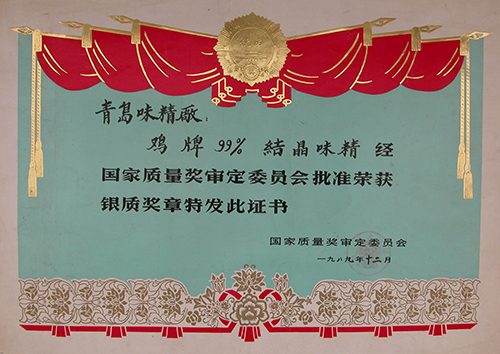 青岛味精厰:
鸡牌 99% 結晶味精 经
国家质量奖审定委员会批准荣获
银质奖章特发此证书
国家质量奖审定委员会
一九八九年十二月